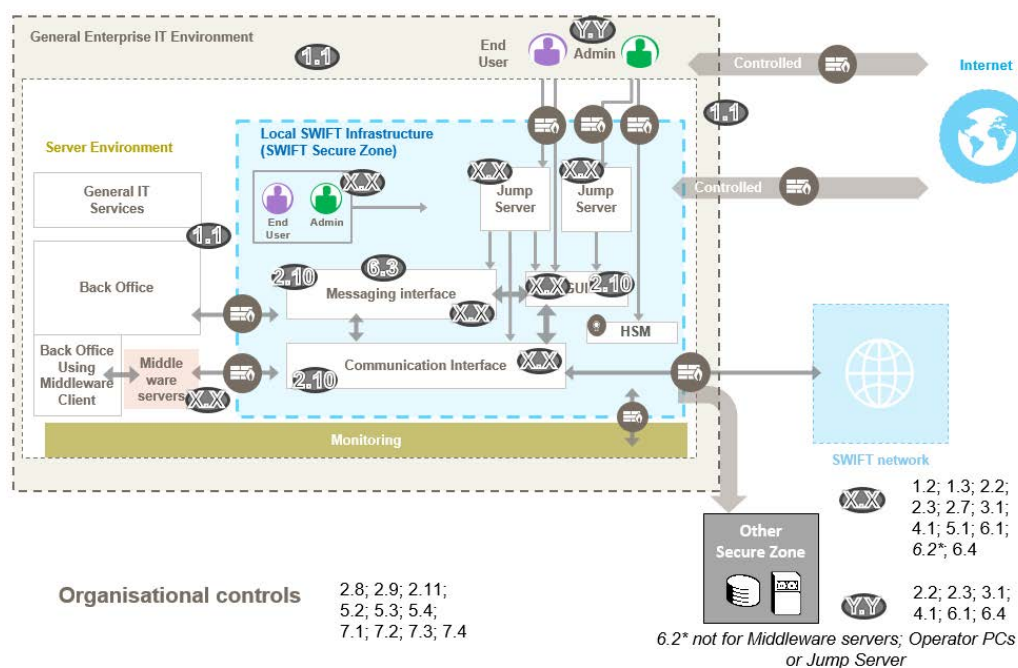 General Enterprise IT Environment
1.1
End
User
Y.Y
Admin
Controlled
Internet
1.1
Server Environment
Local SWIFT Infrastructure
(SWIFT Secure Zone)
General IT
Services
X.X
End
User
Admin
X.X
Jump
Server
X.X
Jump
Server
Controlled
1.1
Back Office
2.10
6.3
Messaging interface
X.X
X.X
GUI
2.10
HSM
Back Office
Using
Middleware
Client
Middle
ware
servers
X.X
Communication Interface
X.X
2.10
Monitoring
SWIFT network
X.X
1.2; 1.3; 2.2;
2.3; 2.7; 3.1;
4.1; 5.1; 6.1;
6.2*; 6.4
Other
Secure Zone
Y.Y
2.2; 2.3; 3.1;
4.1; 6.1; 6.4
Organisational controls
2.8; 2.9; 2.11;
5.2; 5.3; 5.4;
7.1; 7.2; 7.3; 7.4
6.2* not for Middleware servers; Operator PCs
or Jump Server